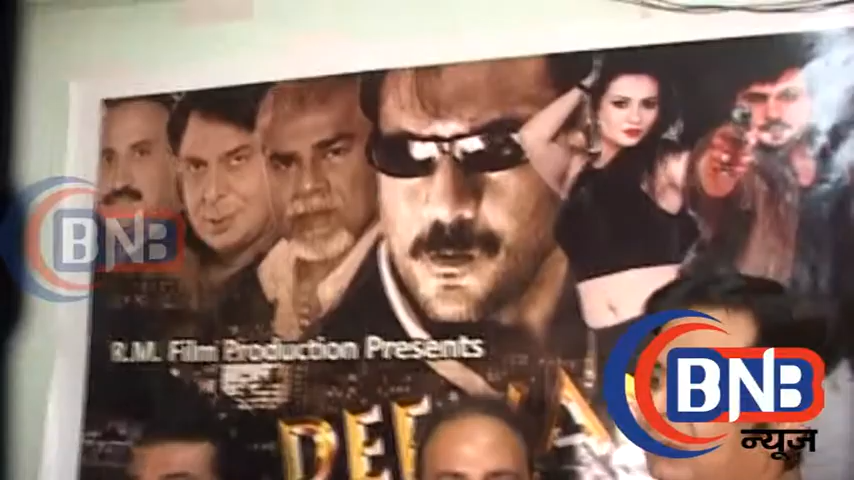 BNB
R.M. Film Production Presents
BNB
न्यूज